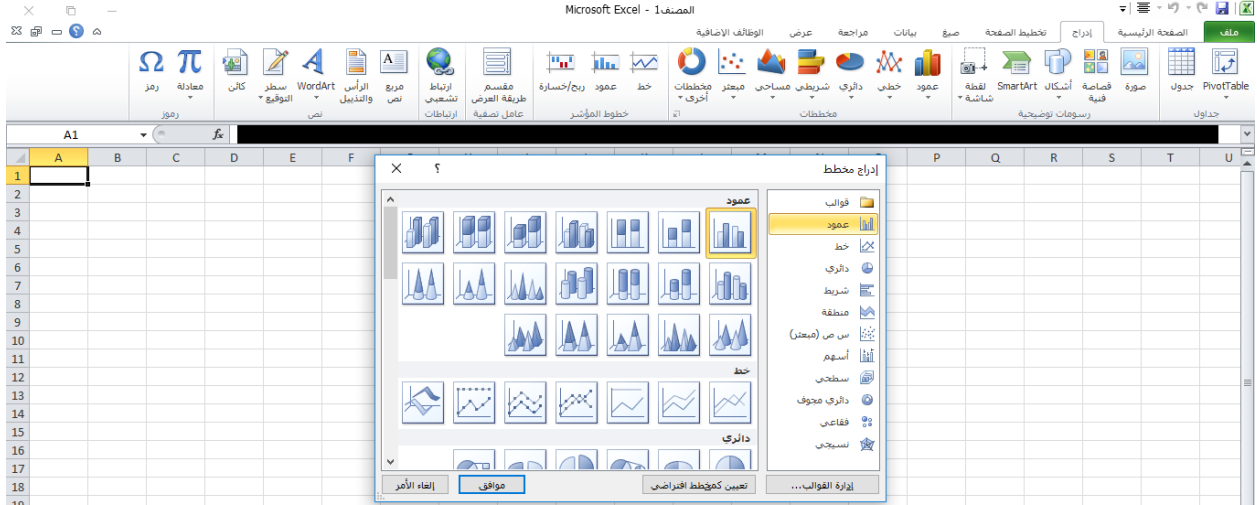 المصنف1 - Microsoft Excel
ملف
الصفحة الرئيسية
إدراج
تخطيط الصفحة
صيغ
بيانات
مراجعة
عرض
الوظائف الإضافية
PivotTable
جدول
صورة
قصاصة فنية
أشكال
SmartArt
لقطة شاشة
عمود
خطي
دائري
شريطي
مساحي
مبعثر
مخططات أخرى
خط
عمود
ربح/خسارة
مقسم طريقة العرض
ارتباط تشعبي
مربع نص
الرأس والتذييل
WordArt
سطر التوقيع
كائن
معادلة
رمز
جداول
رسومات توضيحية
مخططات
خطوط المؤشر
عامل تصفية
ارتباطات
نص
رموز
A1
fx
A B C D E F P Q R S T U
1
2
3
4
5
6
7
8
9
10
11
12
13
14
15
16
17
18
19
إدراج مخطط
؟
قوالب
عمود
خط
دائري
شريط
منطقة
س ص (مبعثر)
أسهم
سطحي
دائري مجوف
فقاعي
نسيجي
عمود
خط
دائري
إدارة القوالب...
تعيين كمخطط افتراضي
موافق
إلغاء الأمر